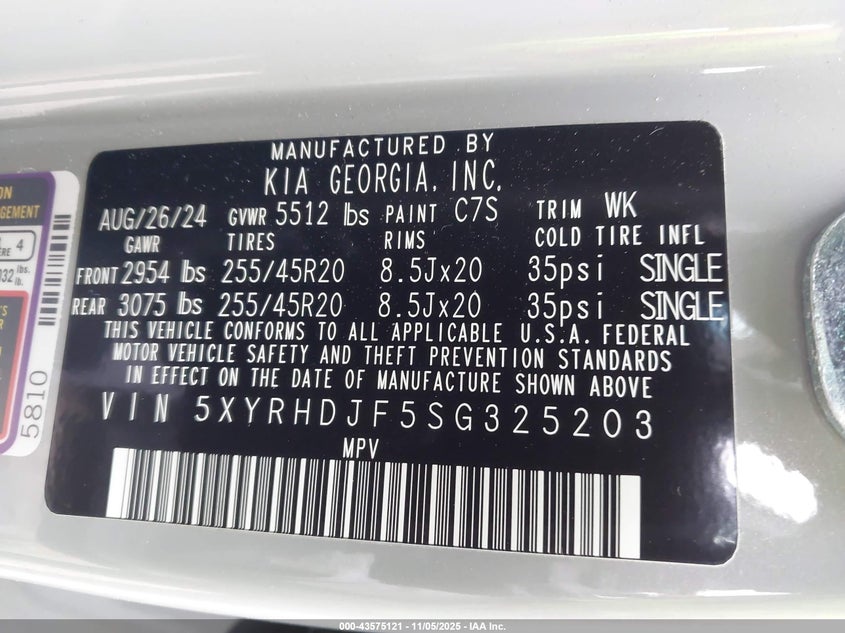 MANUFACTURED BY
KIA GEORGIA, INC.
AUG/26/24 GVWR 5512 lbs PAINT C7S TRIM WK
GAWR TIRES RIMS COLD TIRE INFL
FRONT 2954 lbs 255/45R20 8.5Jx20 35psi SINGLE
REAR 3075 lbs 255/45R20 8.5Jx20 35psi SINGLE
THIS VEHICLE CONFORMS TO ALL APPLICABLE U.S.A. FEDERAL
MOTOR VEHICLE SAFETY AND THEFT PREVENTION STANDARDS
IN EFFECT ON THE DATE OF MANUFACTURE SHOWN ABOVE
VIN 5XYRHDJF5SG325203
MPV
4
lbs.
lb.
5810
000-43575121 - 11/05/2025 - IAA Inc.